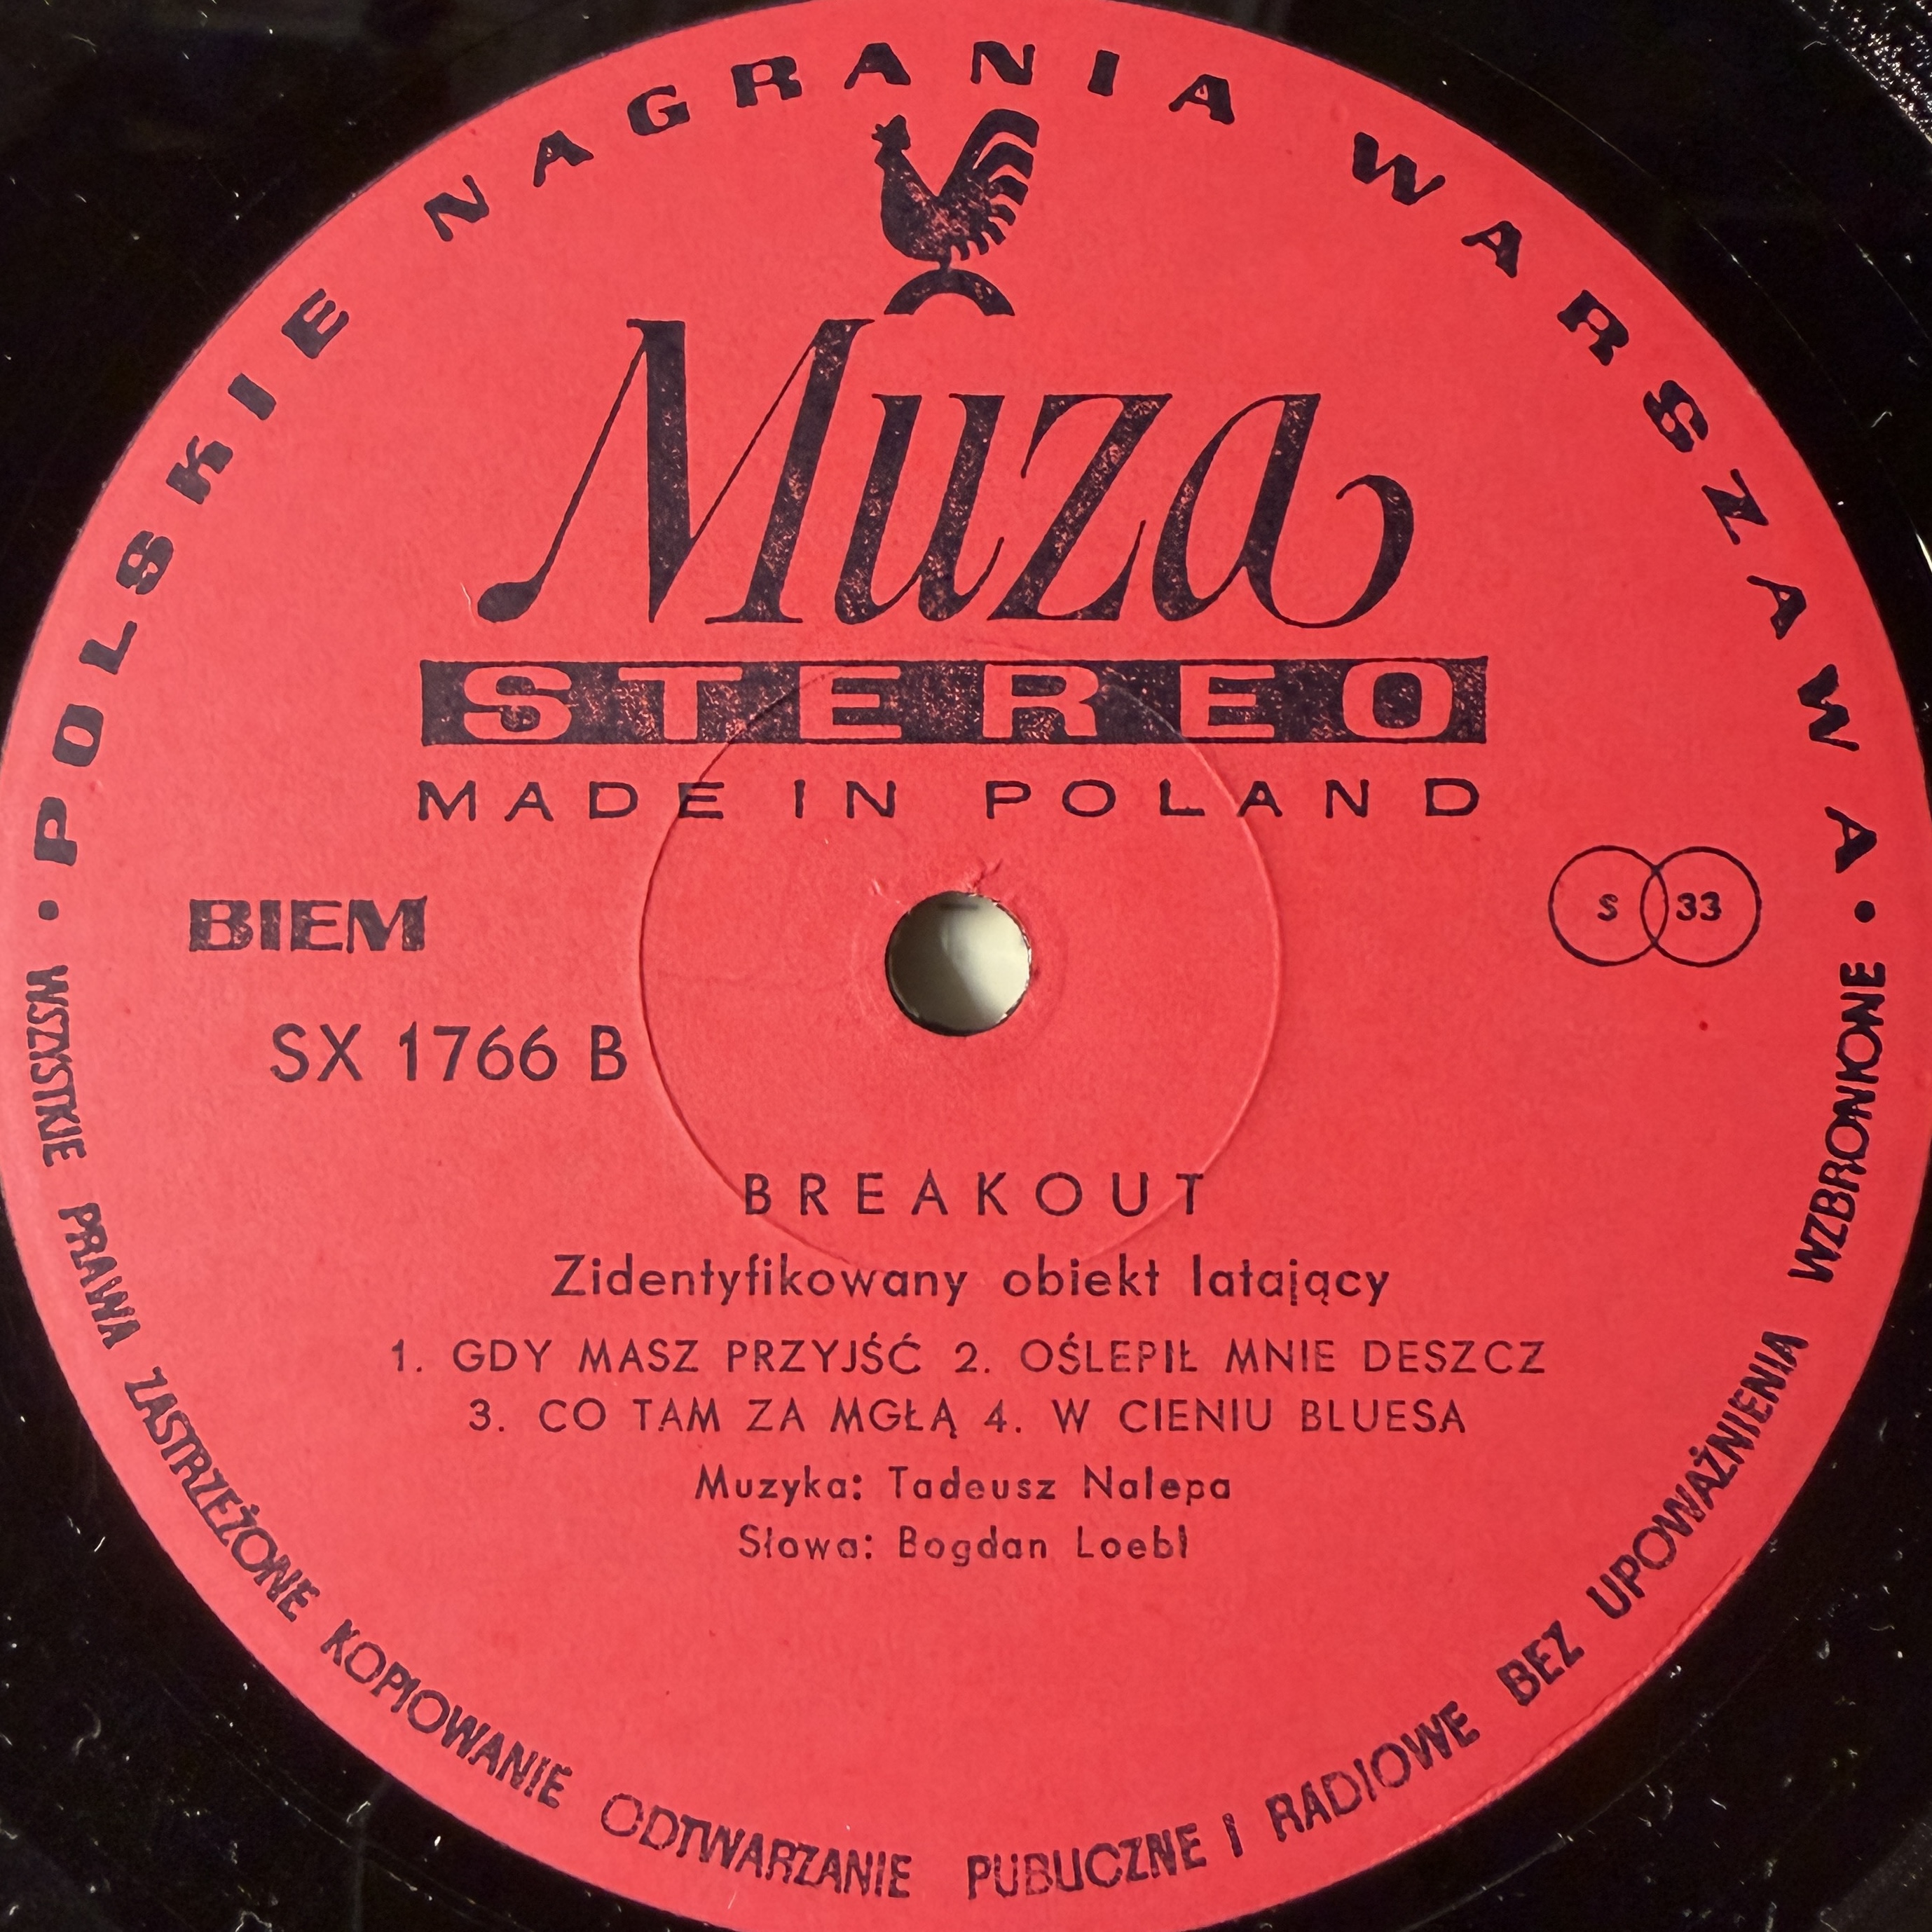 POLSKIE NAGRANIA WARSZAWA
Muza
STEREO
MADE IN POLAND
BIEM
S 33
SX 1766 B
BREAKOUT
Zidentyfikowany obiekt latający
1. GDY MASZ PRZYJŚĆ 2. OŚLEPIŁ MNIE DESZCZ
3. CO TAM ZA MGŁĄ 4. W CIENIU BLUESA
Muzyka: Tadeusz Nalepa
Słowa: Bogdan Loebl
• WSZYSTKIE PRAWA ZASTRZEŻONE KOPIOWANIE ODTWARZANIE PUBLICZNE I RADIOWE BEZ UPOWAŻNIENIA WZBRONIONE •